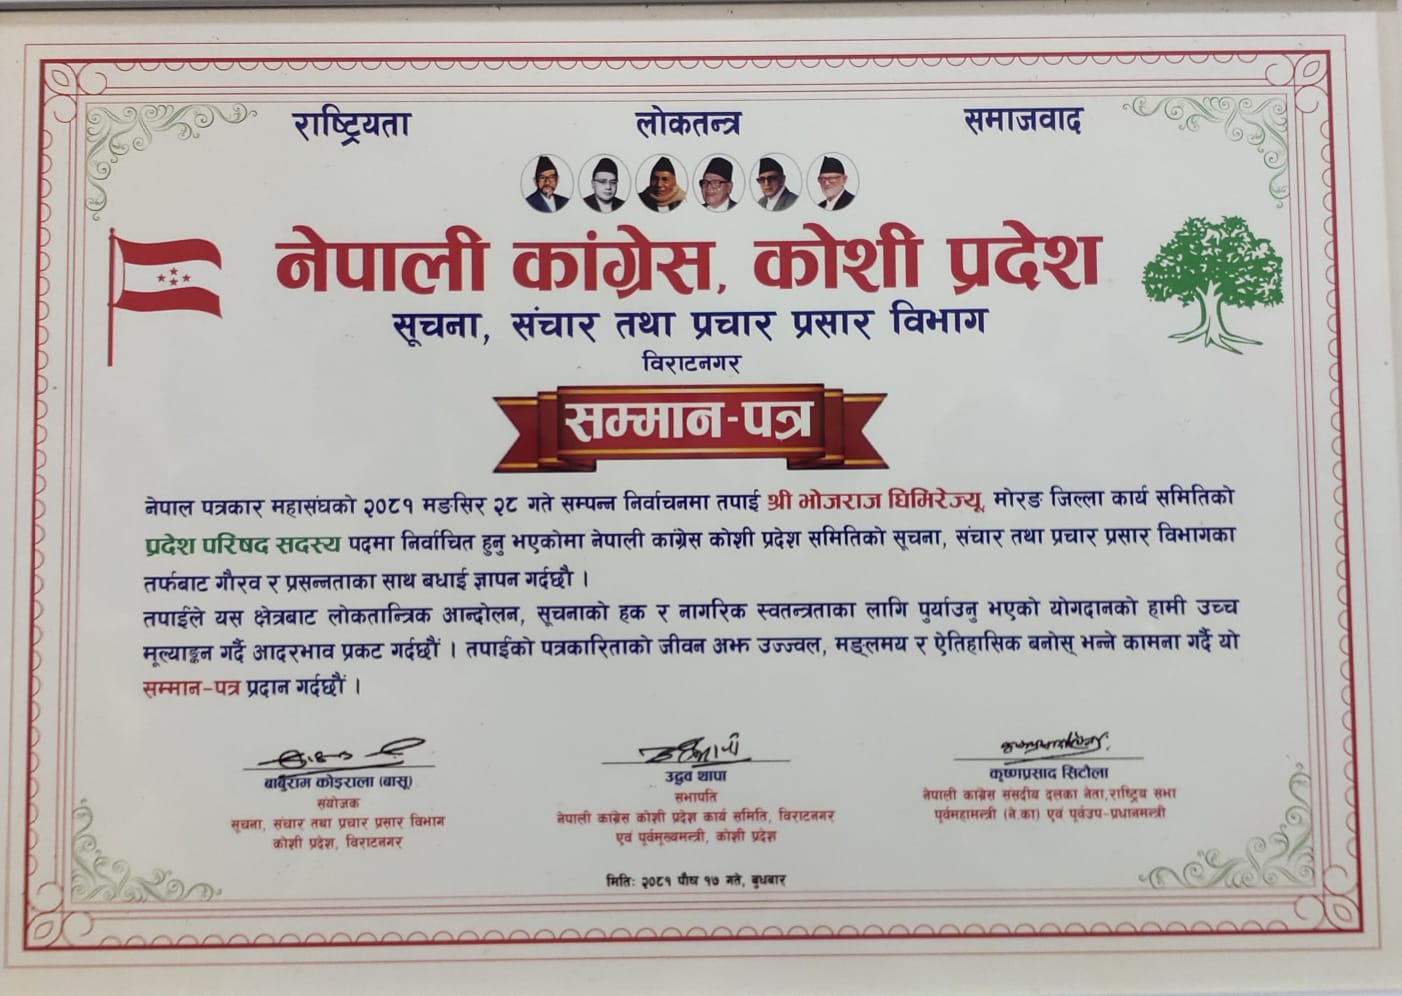 राष्ट्रियता लोकतन्त्र समाजवाद
नेपाली कांग्रेस, कोशी प्रदेश
सूचना, संचार तथा प्रचार प्रसार विभाग
विराटनगर
सम्मान-पत्र
नेपाल पत्रकार महासंघको २०८१ मङसिर २८ गते सम्पन्न निर्वाचनमा तपाई श्री भोजराज घिमिरेज्यू, मोरङ जिल्ला कार्य समितिको
प्रदेश परिषद सदस्य पदमा निर्वाचित हुनु भएकोमा नेपाली कांग्रेस कोशी प्रदेश समितिको सूचना, संचार तथा प्रचार प्रसार विभागका
तर्फबाट गौरव र प्रसन्नताका साथ बधाई ज्ञापन गर्दछौ ।
तपाईले यस क्षेत्रबाट लोकतान्त्रिक आन्दोलन, सूचनाको हक र नागरिक स्वतन्त्रताका लागि पुर्याउनु भएको योगदानको हामी उच्च
मूल्याङ्कन गर्दै आदरभाव प्रकट गर्दछौं । तपाईको पत्रकारिताको जीवन अझ उज्ज्वल, मङ्लमय र ऐतिहासिक बनोस् भन्ने कामना गर्दै यो
सम्मान-पत्र प्रदान गर्दछौं ।
बाबुराम कोइराला (बासू)
संयोजक
सूचना, संचार तथा प्रचार प्रसार विभाग
कोशी प्रदेश, विराटनगर
उद्धव थापा
सभापति
नेपाली कांग्रेस कोशी प्रदेश कार्य समिति, विराटनगर
एवं पूर्वमुख्यमन्त्री, कोशी प्रदेश
कृष्णप्रसाद सिटौला
नेपाली कांग्रेस संसदीय दलका नेता,राष्ट्रिय सभा
पूर्वमहामन्त्री (ने.का) एवं पूर्वउप-प्रधानमन्त्री
मितिः २०८१ पौष १७ गते, बुधबार